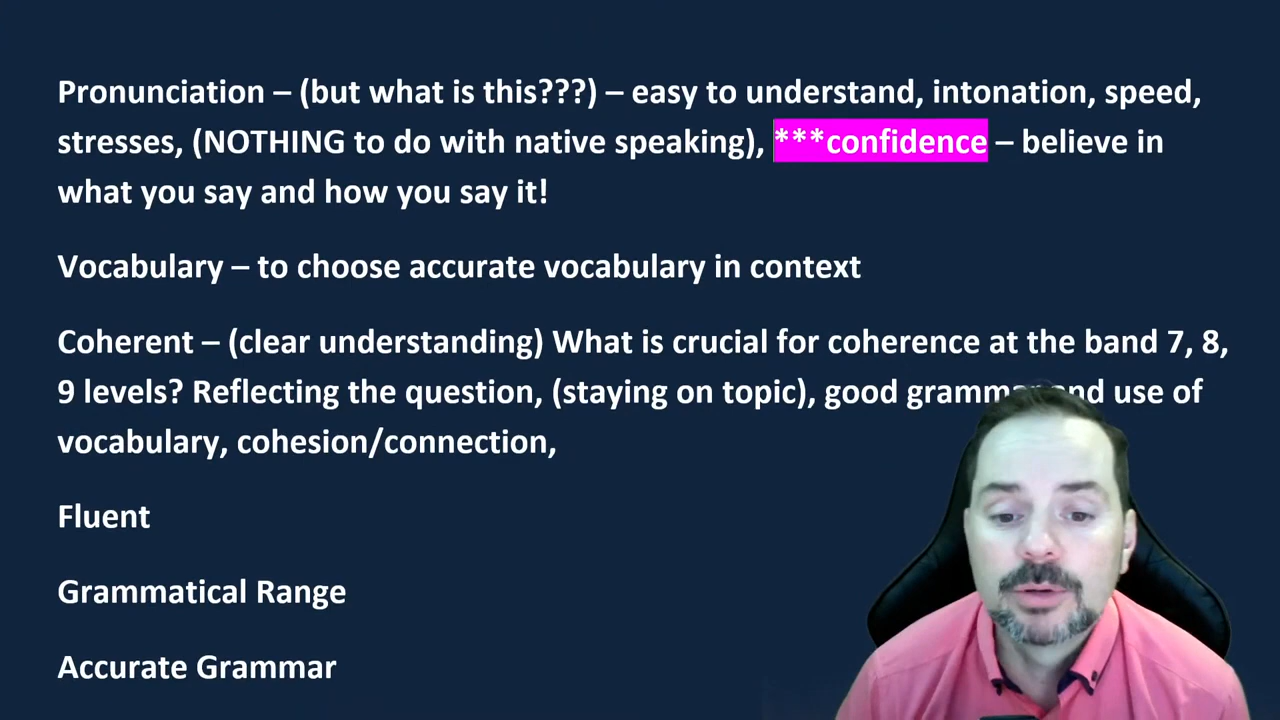 Pronunciation – (but what is this???) – easy to understand, intonation, speed,
stresses, (NOTHING to do with native speaking), ***confidence – believe in
what you say and how you say it!
Vocabulary – to choose accurate vocabulary in context
Coherent – (clear understanding) What is crucial for coherence at the band 7, 8,
9 levels? Reflecting the question, (staying on topic), good grammar and use of
vocabulary, cohesion/connection,
Fluent
Grammatical Range
Accurate Grammar